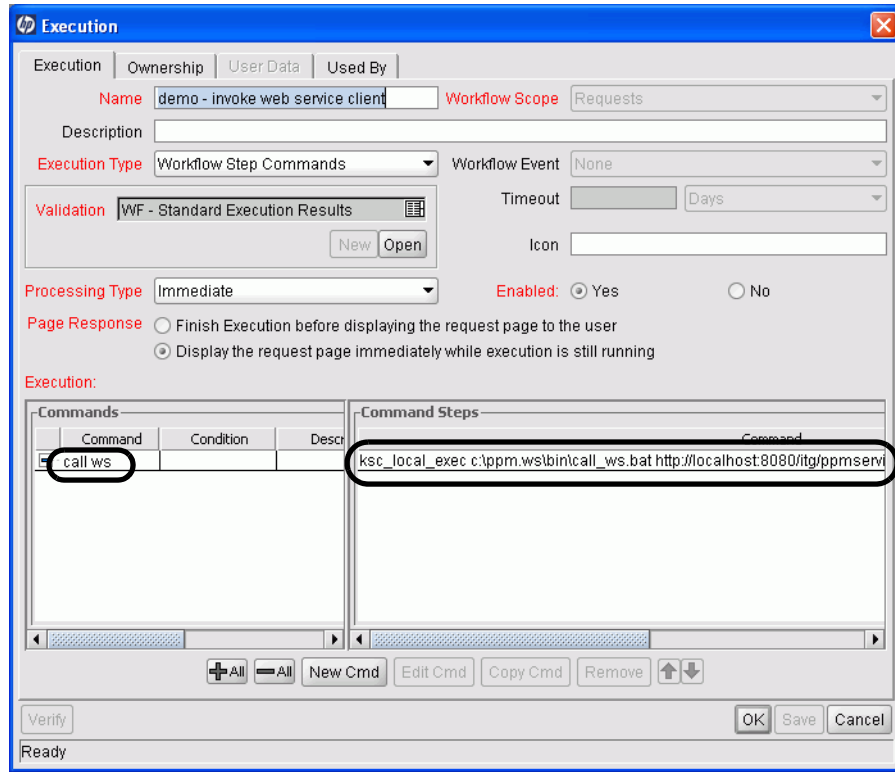 hp Execution
Execution Ownership User Data Used By
Name demo - invoke web service client Workflow Scope Requests
Description
Execution Type Workflow Step Commands Workflow Event None
Validation WF - Standard Execution Results Timeout Days
New Open Icon
Processing Type Immediate Enabled: Yes No
Page Response Finish Execution before displaying the request page to the user
Display the request page immediately while execution is still running
Execution:
Commands Command Steps
Command Condition Descr Command
call ws ksc_local_exec c:\ppm.ws\bin\call_ws.bat http://localhost:8080/itg/ppmservi
All All New Cmd Edit Cmd Copy Cmd Remove
Verify OK Save Cancel
Ready